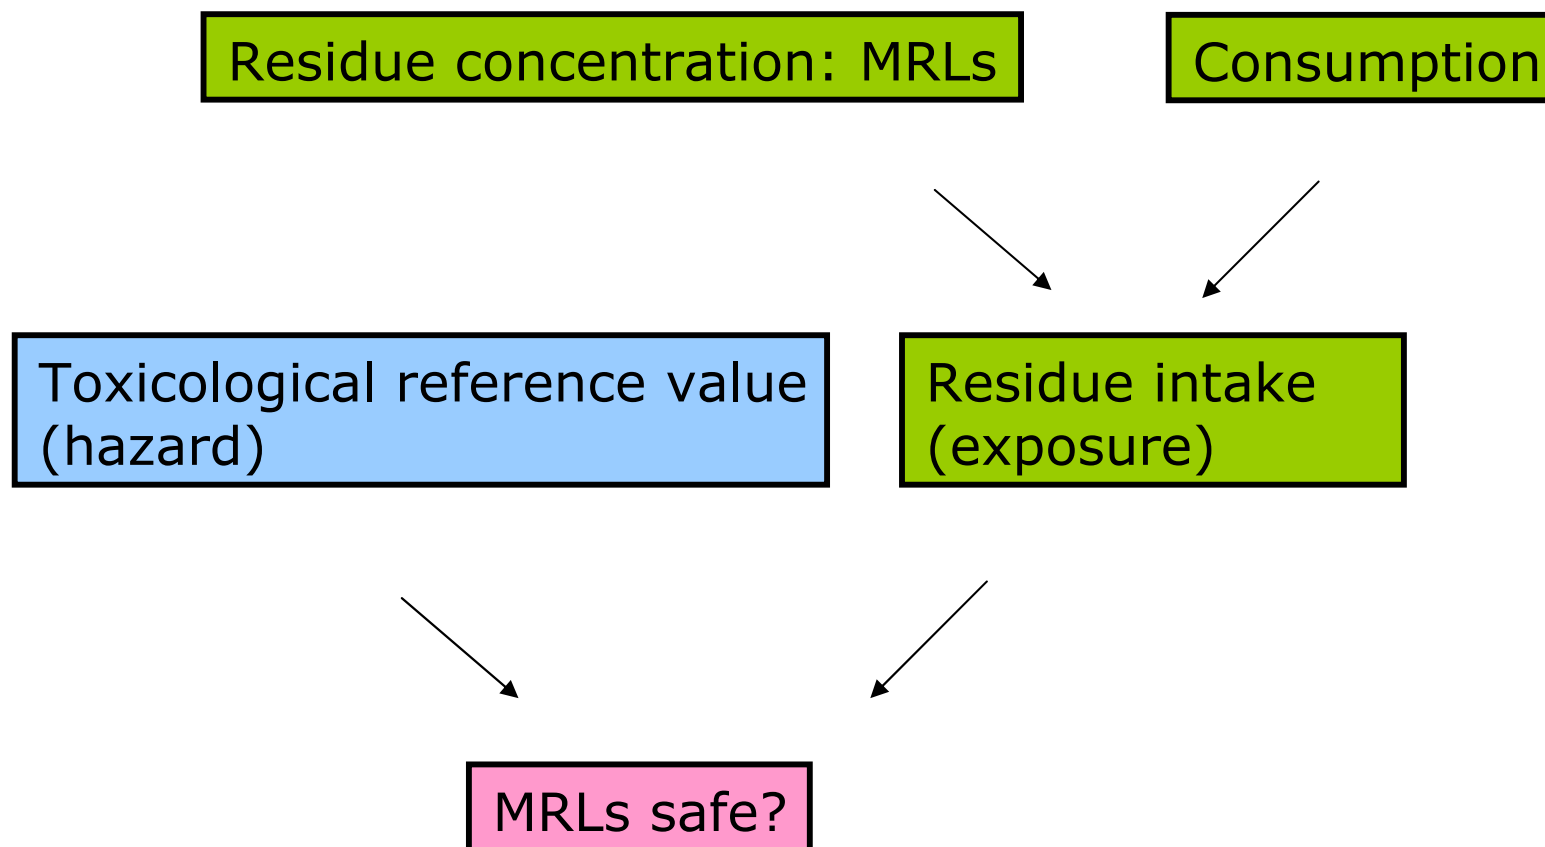 Residue concentration: MRLs
Consumption
Toxicological reference value
(hazard)
Residue intake
(exposure)
MRLs safe?